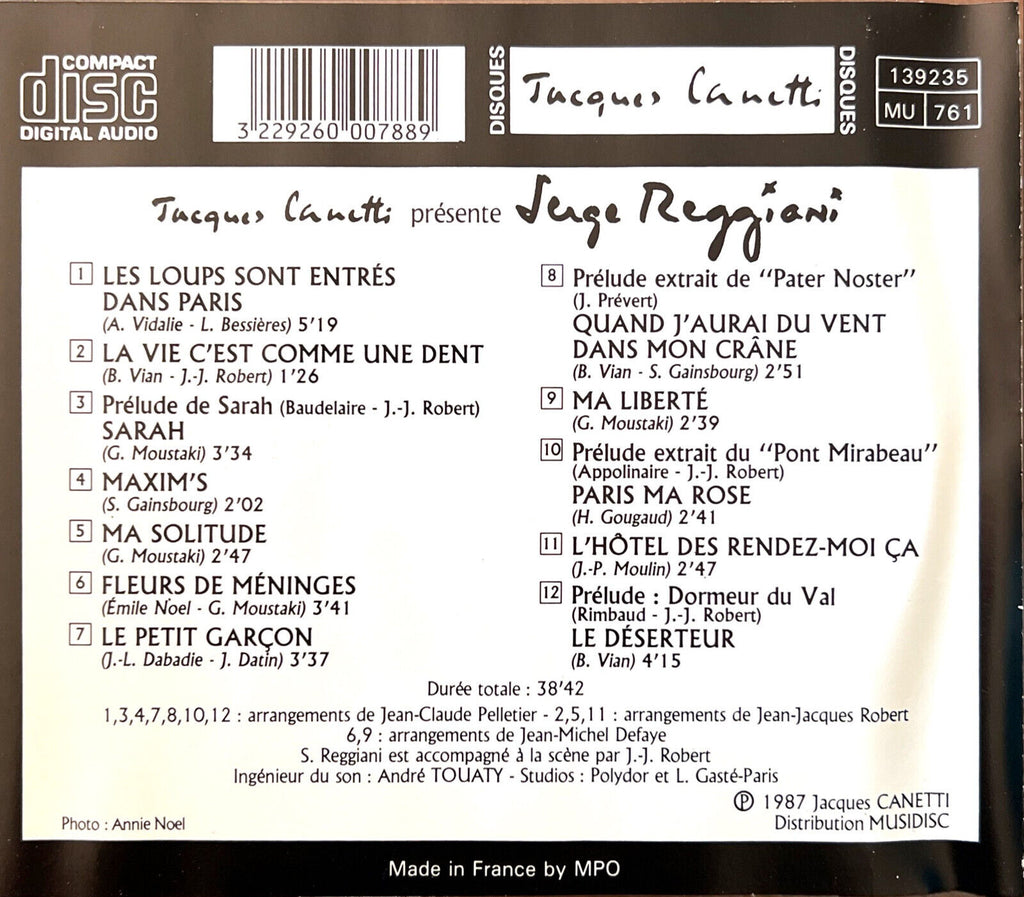 COMPACT
disc
DIGITAL AUDIO
3 229260 007889
DISQUES
Jacques Canetti
DISQUES
139235
MU 761
Jacques Canetti présente Serge Reggiani
1 LES LOUPS SONT ENTRÉS
DANS PARIS
(A. Vidalie - L. Bessières) 5'19
2 LA VIE C'EST COMME UNE DENT
(B. Vian - J.-J. Robert) 1'26
3 Prélude de Sarah (Baudelaire - J.-J. Robert)
SARAH
(G. Moustaki) 3'34
4 MAXIM'S
(S. Gainsbourg) 2'02
5 MA SOLITUDE
(G. Moustaki) 2'47
6 FLEURS DE MÉNINGES
(Émile Noel - G. Moustaki) 3'41
7 LE PETIT GARÇON
(J.-L. Dabadie - J. Datin) 3'37
8 Prélude extrait de "Pater Noster"
(J. Prévert)
QUAND J'AURAI DU VENT
DANS MON CRÂNE
(B. Vian - S. Gainsbourg) 2'51
9 MA LIBERTÉ
(G. Moustaki) 2'39
10 Prélude extrait du "Pont Mirabeau"
(Appolinaire - J.-J. Robert)
PARIS MA ROSE
(H. Gougaud) 2'41
11 L'HÔTEL DES RENDEZ-MOI ÇA
(J.-P. Moulin) 2'47
12 Prélude : Dormeur du Val
(Rimbaud - J.-J. Robert)
LE DÉSERTEUR
(B. Vian) 4'15
Durée totale : 38'42
1,3,4,7,8,10,12 : arrangements de Jean-Claude Pelletier - 2,5,11 : arrangements de Jean-Jacques Robert
6,9 : arrangements de Jean-Michel Defaye
S. Reggiani est accompagné à la scène par J.-J. Robert
Ingénieur du son : André TOUATY - Studios : Polydor et L. Gasté-Paris
Ⓟ 1987 Jacques CANETTI
Distribution MUSIDISC
Photo : Annie Noel
Made in France by MPO